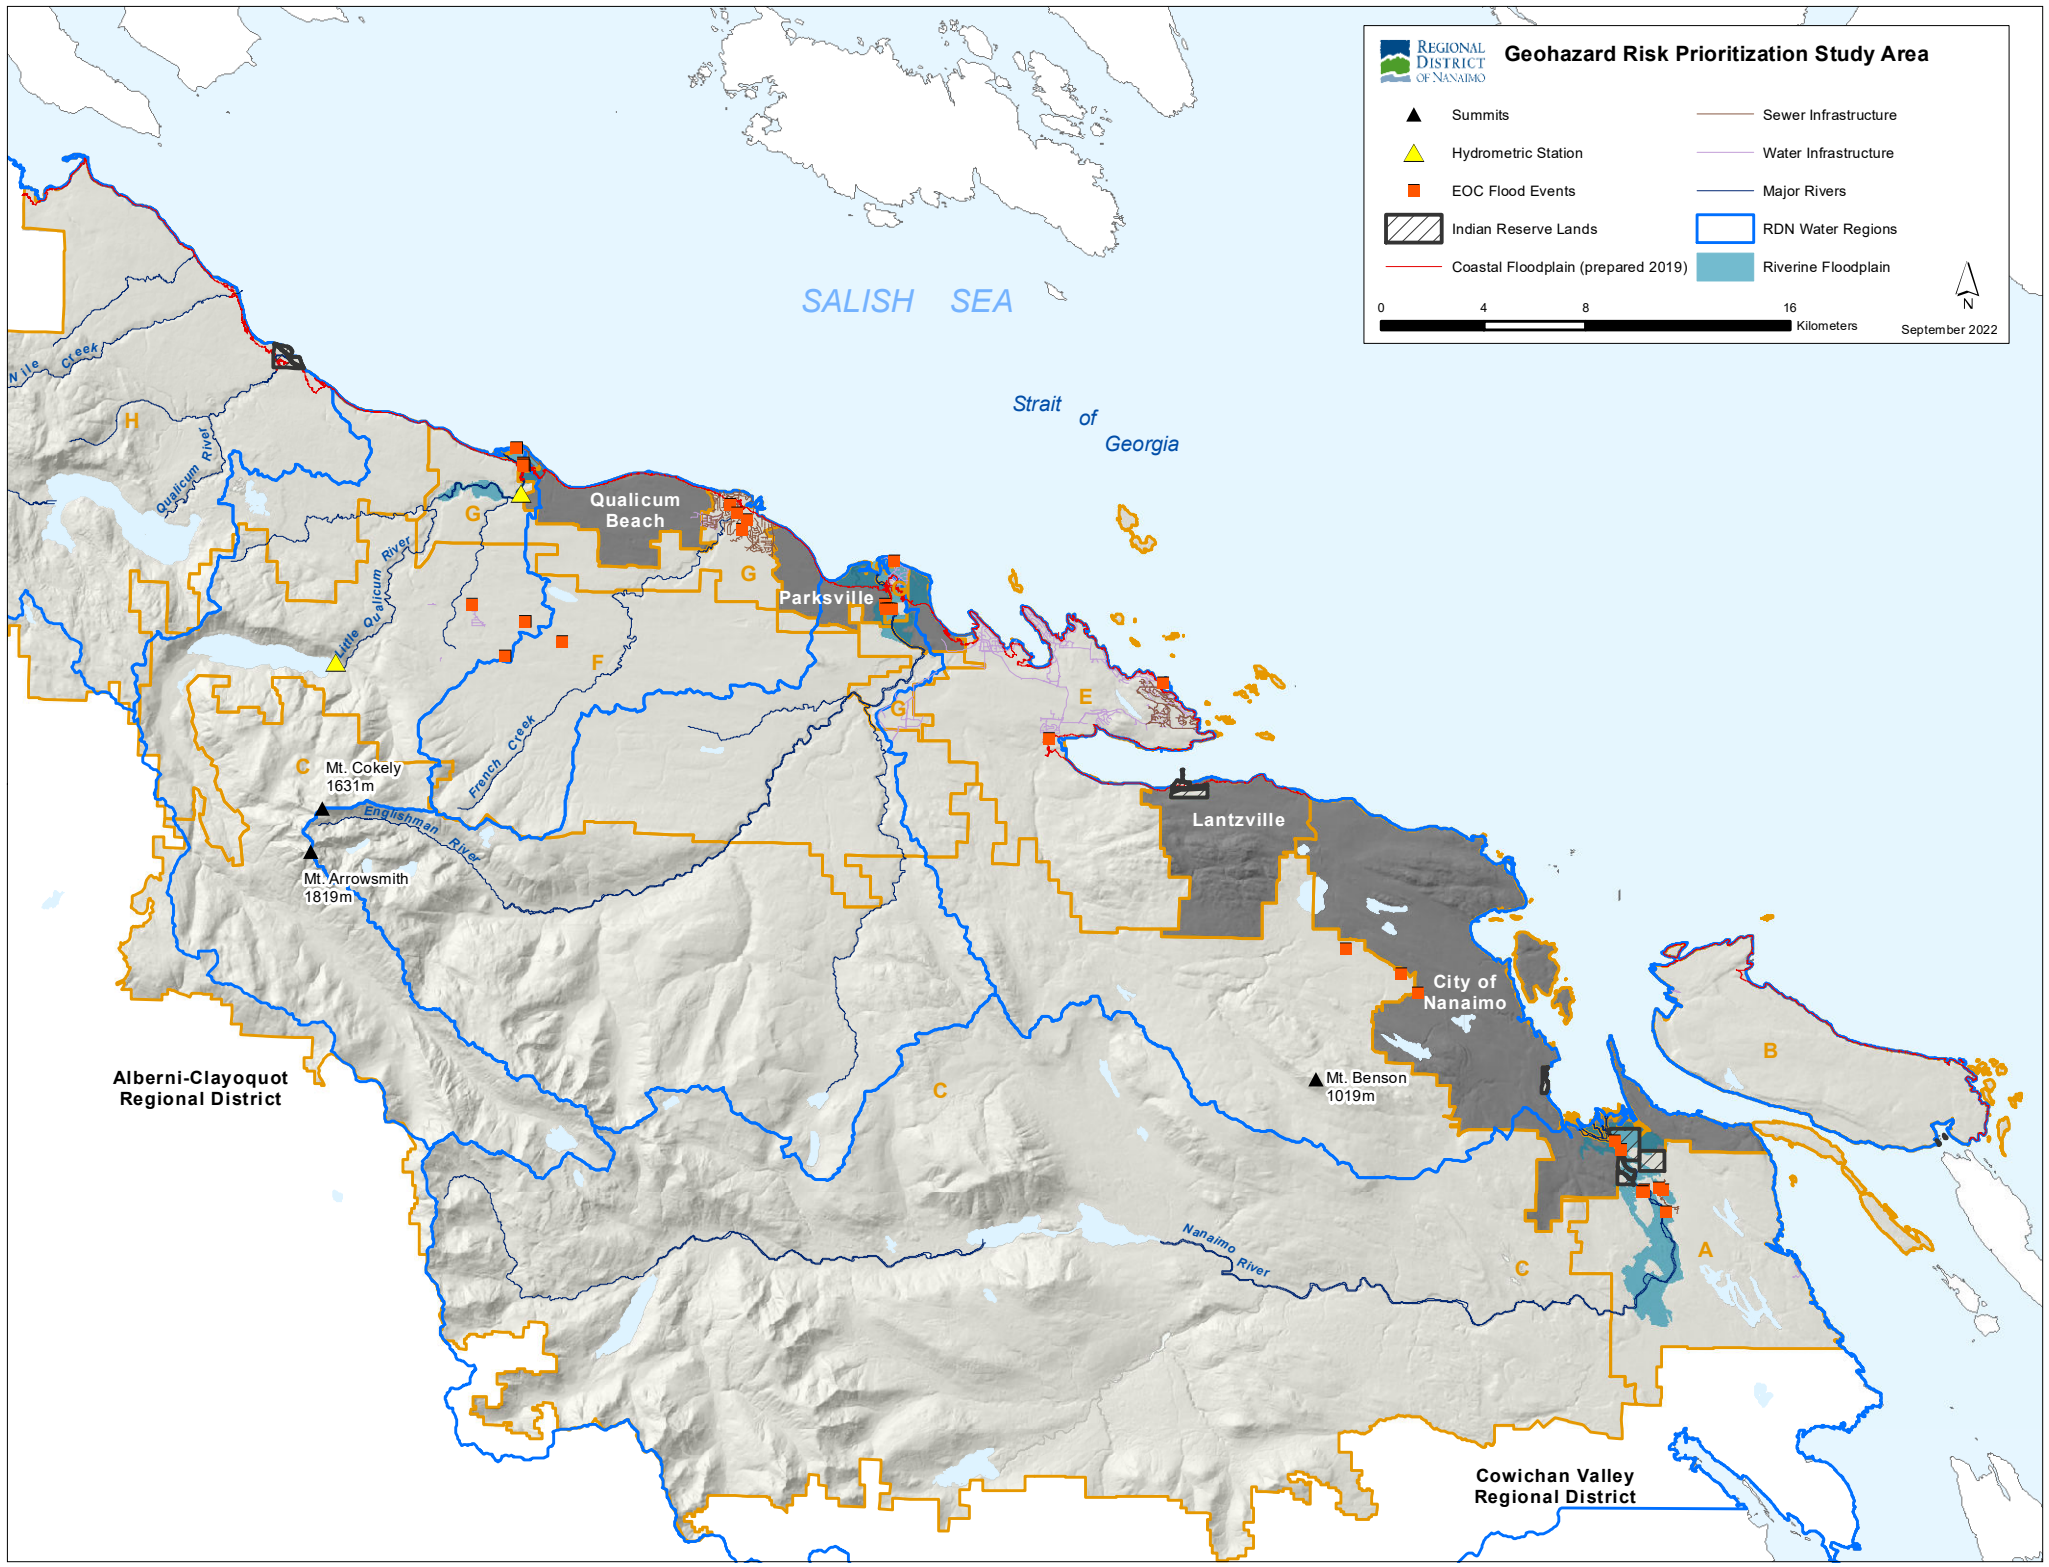 REGIONAL
DISTRICT
OF NANAIMO
Geohazard Risk Prioritization Study Area
Summits
Hydrometric Station
EOC Flood Events
Indian Reserve Lands
Coastal Floodplain (prepared 2019)
Sewer Infrastructure
Water Infrastructure
Major Rivers
RDN Water Regions
Riverine Floodplain
0 4 8 16
Kilometers
N
September 2022
SALISH SEA
Strait of Georgia
Nile Creek
H
Qualicum River
G
Qualicum
Beach
Little Qualicum River
G
Parksville
G
F
E
G
C
Mt. Cokely
1631m
French Creek
Englishman River
Mt. Arrowsmith
1819m
Lantzville
City of
Nanaimo
B
Alberni-Clayoquot
Regional District
C
Mt. Benson
1019m
Nanaimo River
C
A
Cowichan Valley
Regional District